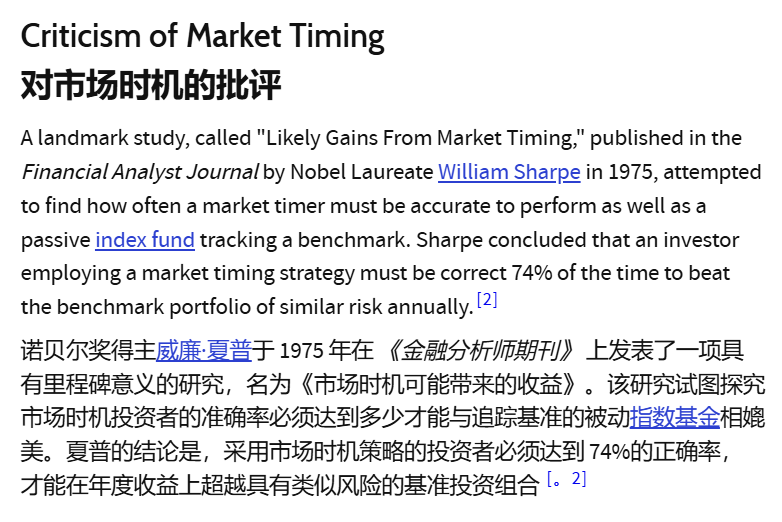 Criticism of Market Timing
对市场时机的批评
A landmark study, called "Likely Gains From Market Timing," published in the
Financial Analyst Journal by Nobel Laureate William Sharpe in 1975, attempted
to find how often a market timer must be accurate to perform as well as a
passive index fund tracking a benchmark. Sharpe concluded that an investor
employing a market timing strategy must be correct 74% of the time to beat
the benchmark portfolio of similar risk annually.[2]
诺贝尔奖得主威廉·夏普于 1975 年在 《金融分析师期刊》 上发表了一项具
有里程碑意义的研究，名为《市场时机可能带来的收益》。该研究试图探究
市场时机投资者的准确率必须达到多少才能与追踪基准的被动指数基金相媲
美。夏普的结论是，采用市场时机策略的投资者必须达到 74%的正确率，
才能在年度收益上超越具有类似风险的基准投资组合 [。2]